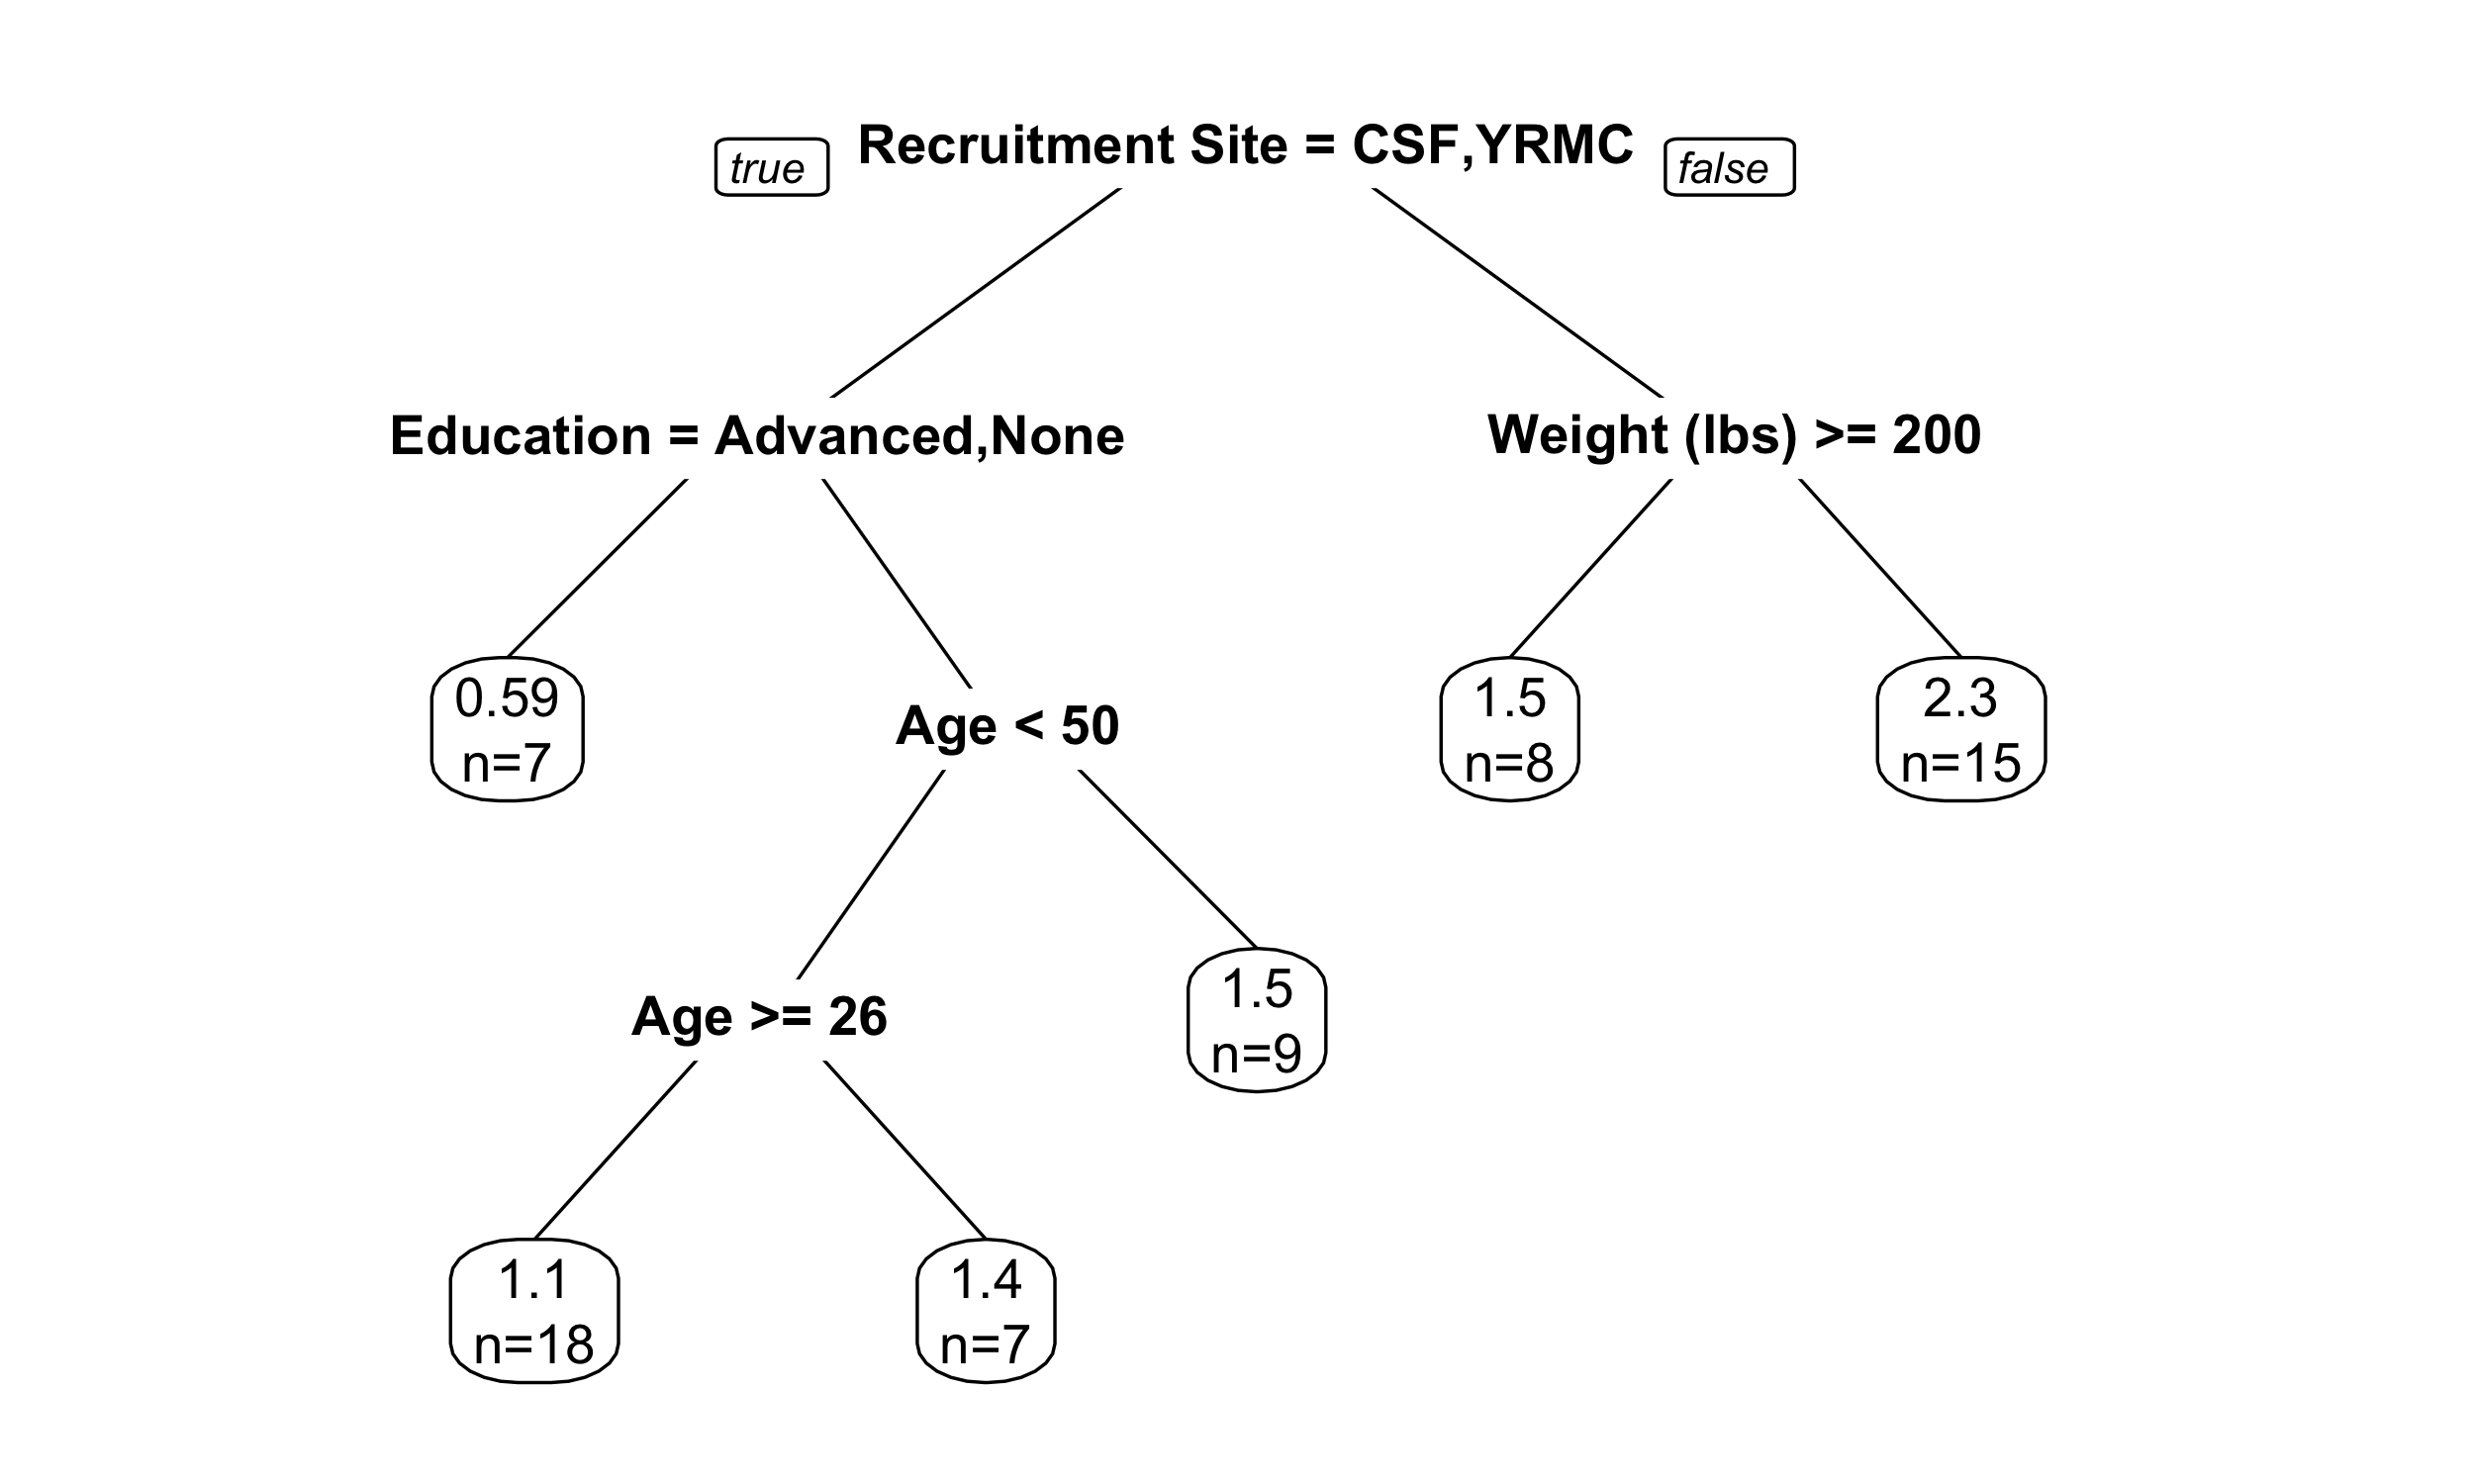 true
Recruitment Site = CSF,YRMC
false
Education = Advanced,None
Weight (lbs) >= 200
0.59
n=7
Age < 50
1.5
n=8
2.3
n=15
Age >= 26
1.5
n=9
1.1
n=18
1.4
n=7